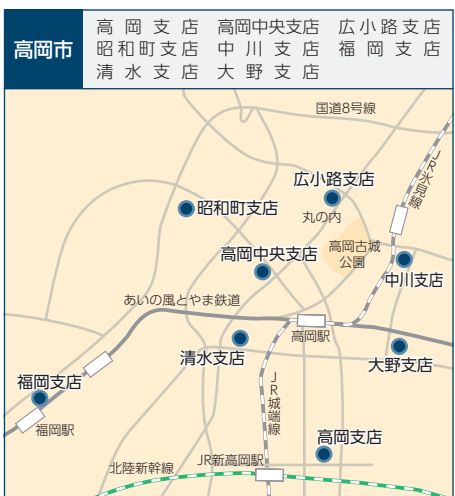 高岡市
高岡支店 高岡中央支店 広小路支店
昭和町支店 中川支店 福岡支店
清水支店 大野支店
国道8号線
JR氷見線
広小路支店
昭和町支店
丸の内
高岡中央支店
高岡古城
公園
中川支店
あいの風とやま鉄道
高岡駅
清水支店
大野支店
福岡支店
JR城端線
福岡駅
高岡支店
JR新高岡駅
北陸新幹線